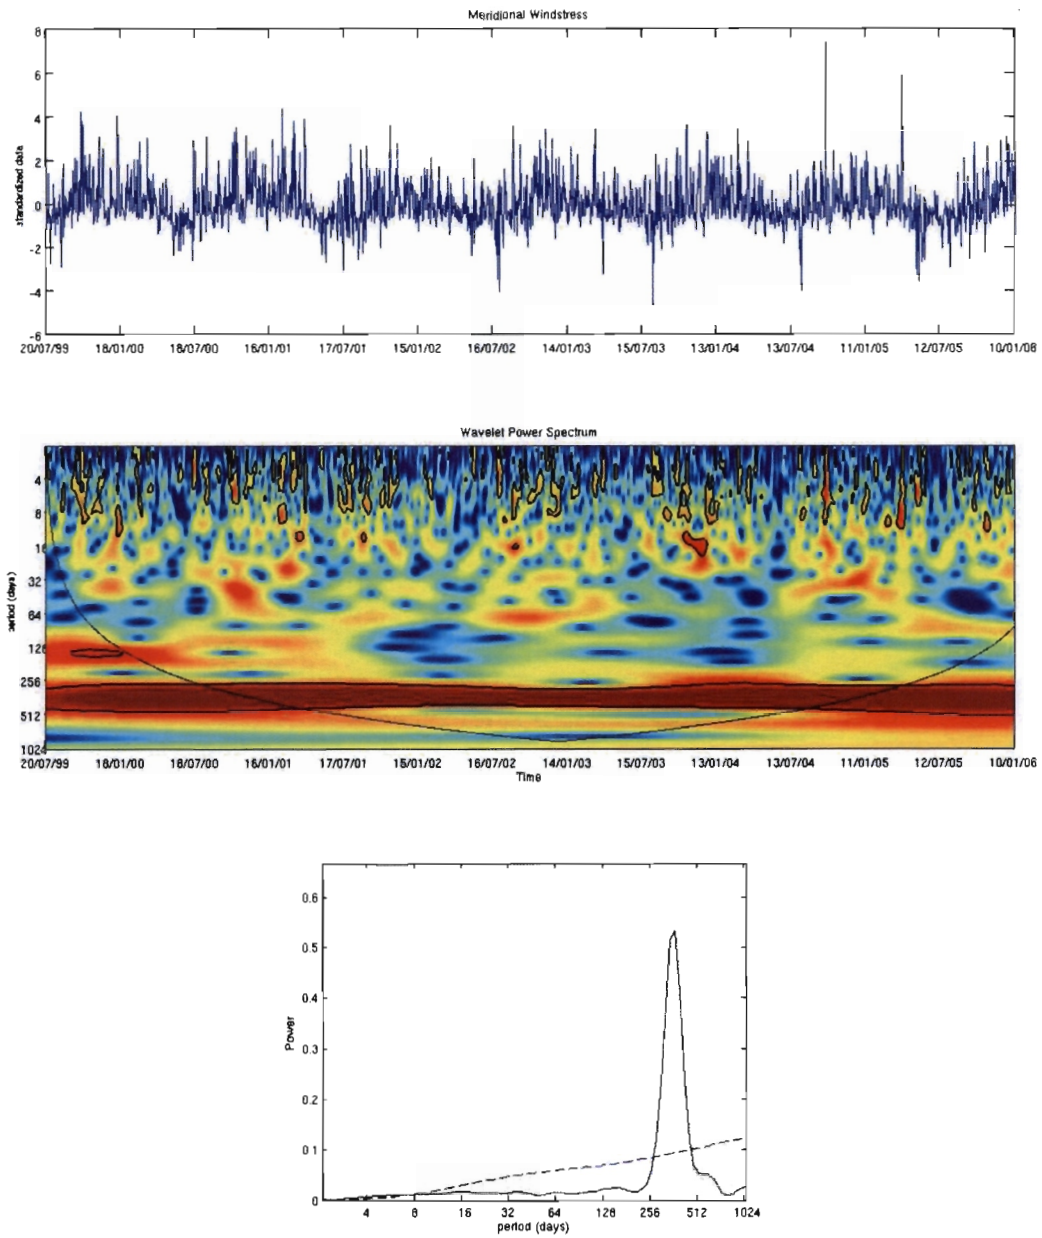 Meridional Windstress
8
6
4
2
0
-2
-4
-6
standardized data
20/07/99 18/01/00 18/07/00 16/01/01 17/07/01 15/01/02 16/07/02 14/01/03 15/07/03 13/01/04 13/07/04 11/01/05 12/07/05 10/01/06
Wavelet Power Spectrum
4
8
16
32
64
128
256
512
1024
period (days)
20/07/99 18/01/00 18/07/00 16/01/01 17/07/01 15/01/02 16/07/02 14/01/03 15/07/03 13/01/04 13/07/04 11/01/05 12/07/05 10/01/06
Time
0.6
0.5
0.4
0.3
0.2
0.1
0
Power
4 8 16 32 64 128 256 512 1024
period (days)